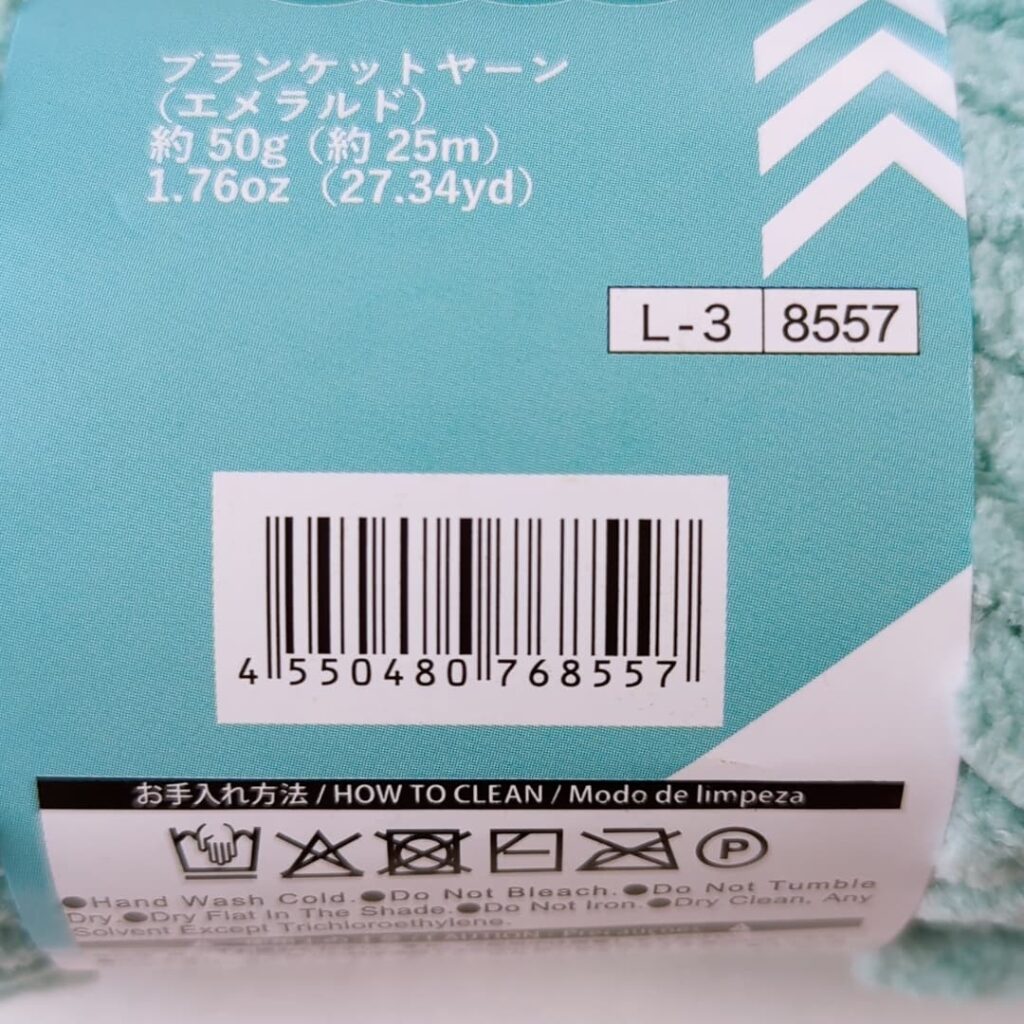 ブランケットヤーン
（エメラルド）
約 50g（約 25m）
1.76oz（27.34yd）
L-3 8557
4 550480 768557
お手入れ方法 / HOW TO CLEAN / Modo de limpeza
P
●Hand Wash Cold. ●Do Not Bleach. ●Do Not Tumble
Dry. ●Dry Flat In The Shade. ●Do Not Iron. ●Dry Clean, Any
Solvent Except Trichloroethylene.